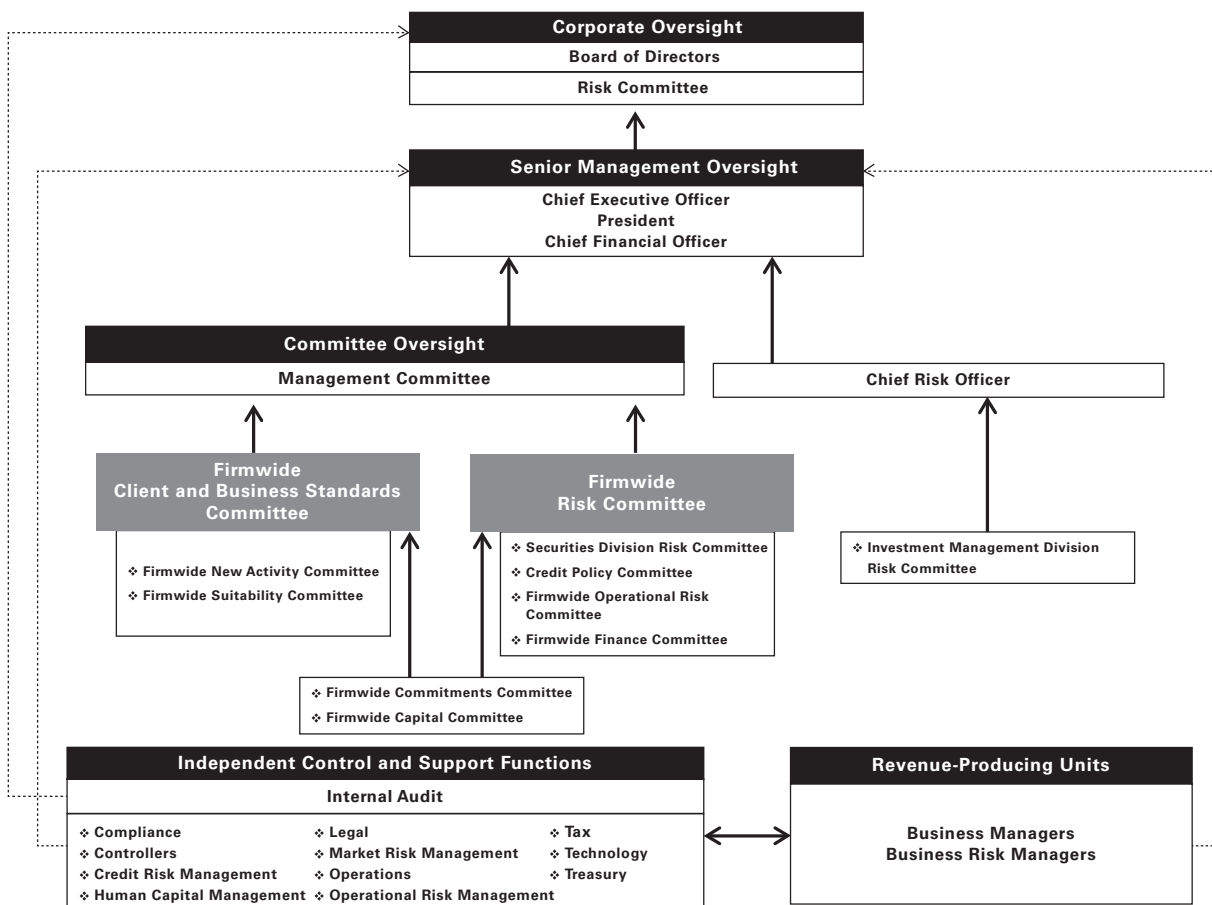 Corporate Oversight
Board of Directors
Risk Committee
Senior Management Oversight
Chief Executive Officer
President
Chief Financial Officer
Committee Oversight
Management Committee
Chief Risk Officer
Firmwide
Client and Business Standards
Committee
❖ Firmwide New Activity Committee
❖ Firmwide Suitability Committee
Firmwide
Risk Committee
❖ Securities Division Risk Committee
❖ Credit Policy Committee
❖ Firmwide Operational Risk
Committee
❖ Firmwide Finance Committee
❖ Investment Management Division
Risk Committee
❖ Firmwide Commitments Committee
❖ Firmwide Capital Committee
Independent Control and Support Functions
Internal Audit
❖ Compliance
❖ Controllers
❖ Credit Risk Management
❖ Human Capital Management
❖ Legal
❖ Market Risk Management
❖ Operations
❖ Operational Risk Management
❖ Tax
❖ Technology
❖ Treasury
Revenue-Producing Units
Business Managers
Business Risk Managers